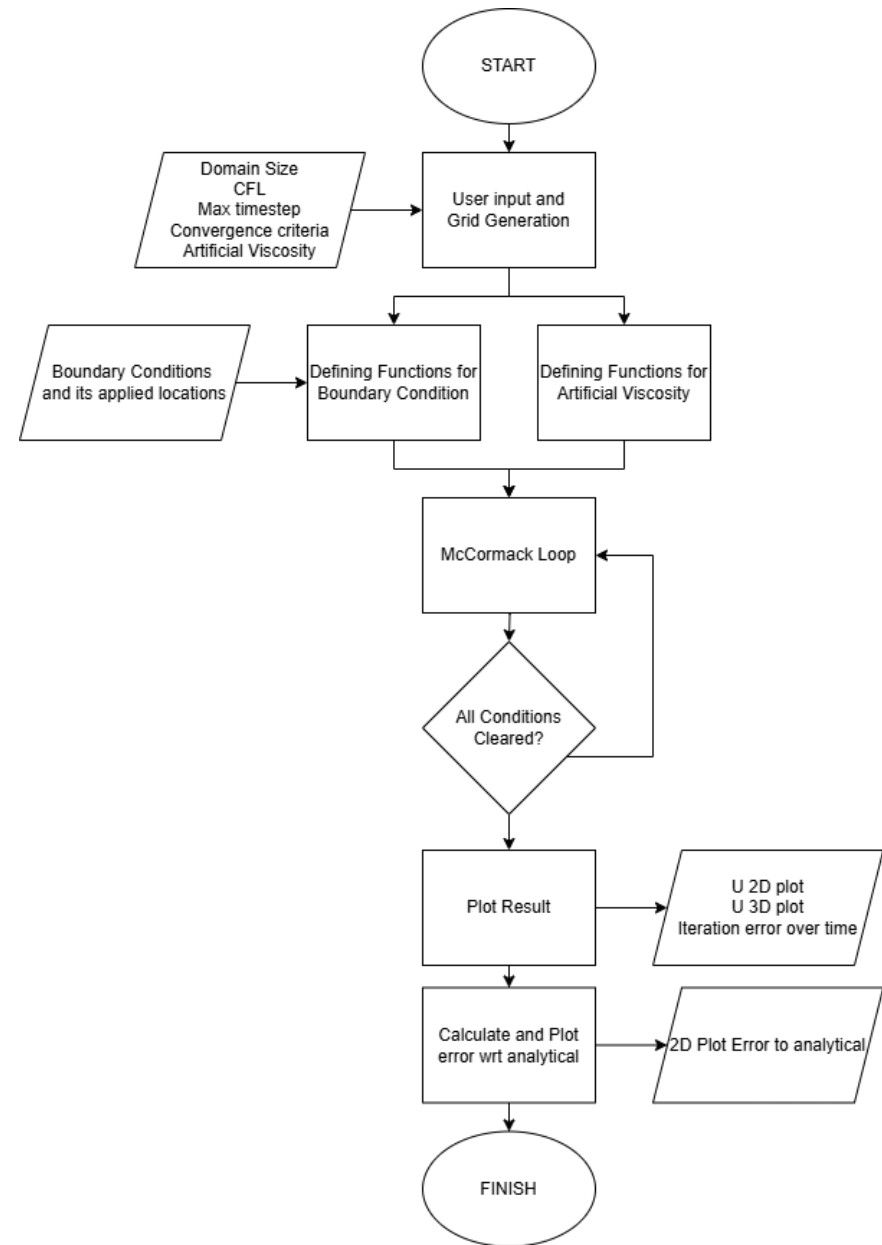 START
Domain Size
CFL
Max timestep
Convergence criteria
Artificial Viscosity
User input and
Grid Generation
Boundary Conditions
and its applied locations
Defining Functions for
Boundary Condition
Defining Functions for
Artificial Viscosity
McCormack Loop
All Conditions
Cleared?
Plot Result
U 2D plot
U 3D plot
Iteration error over time
Calculate and Plot
error wrt analytical
2D Plot Error to analytical
FINISH